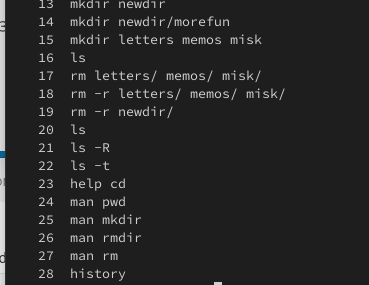 13 mkdir newdir
14 mkdir newdir/morefun
15 mkdir letters memos misk
16 ls
17 rm letters/ memos/ misk/
18 rm -r letters/ memos/ misk/
19 rm -r newdir/
20 ls
21 ls -R
22 ls -t
23 help cd
24 man pwd
25 man mkdir
26 man rmdir
27 man rm
28 history